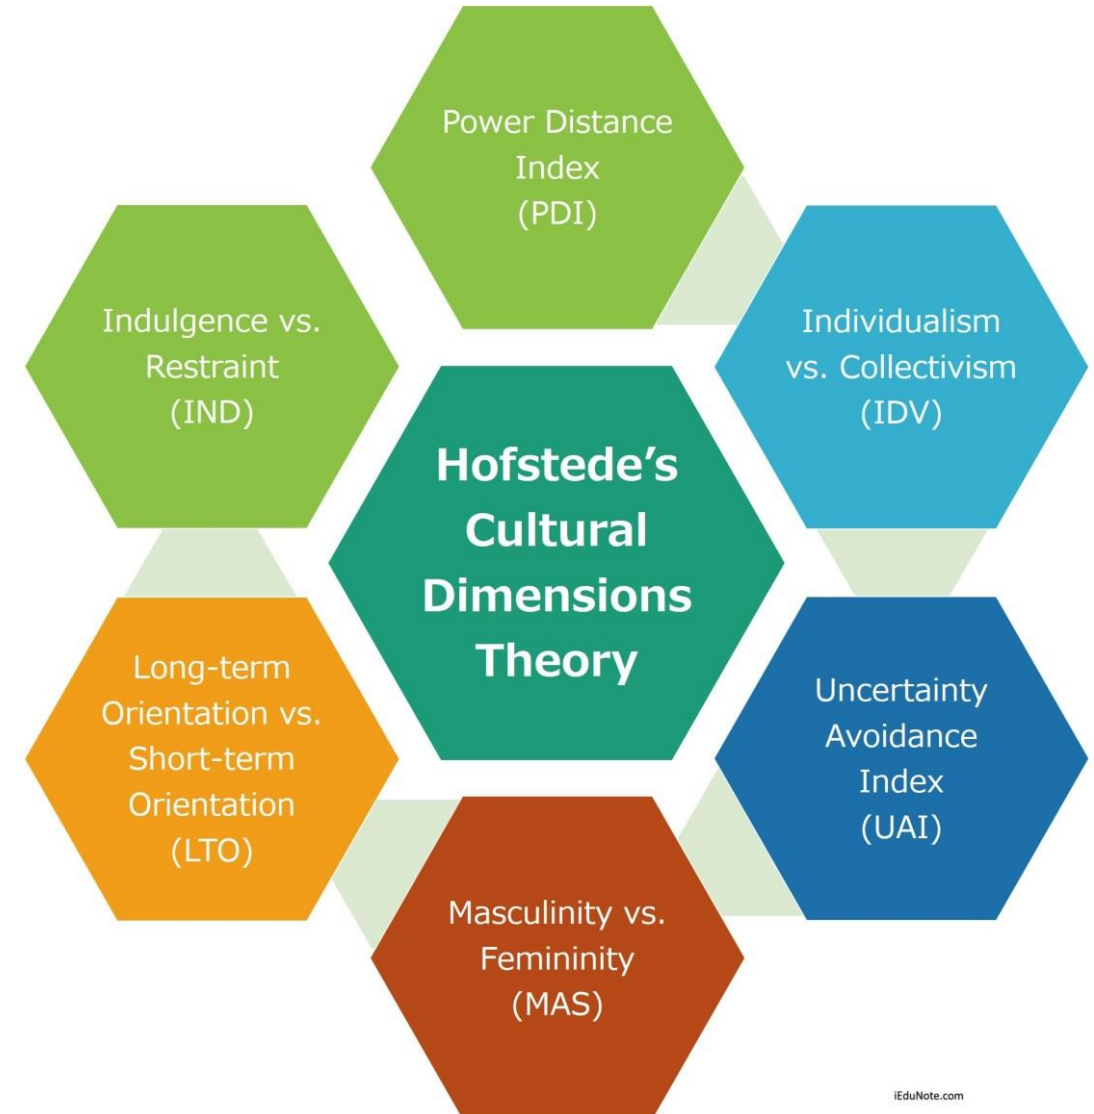 Power Distance
Index
(PDI)
Individualism
vs. Collectivism
(IDV)
Uncertainty
Avoidance
Index
(UAI)
Masculinity vs.
Femininity
(MAS)
Long-term
Orientation vs.
Short-term
Orientation
(LTO)
Indulgence vs.
Restraint
(IND)
Hofstede’s
Cultural
Dimensions
Theory
iEduNote.com